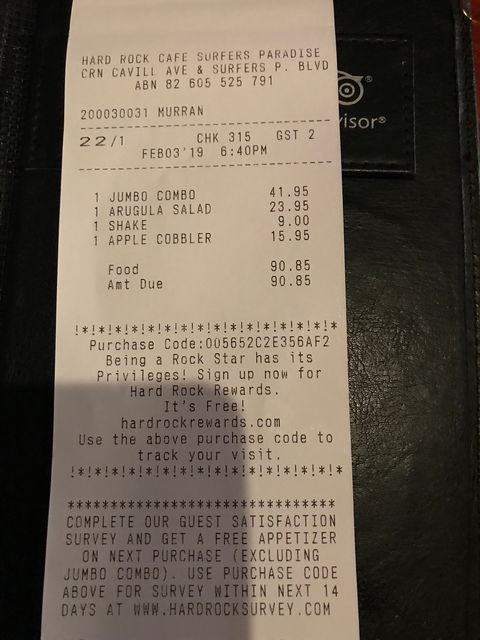 HARD ROCK CAFE SURFERS PARADISE
CRN CAVILL AVE & SURFERS P. BLVD
ABN 82 605 525 791
200030031 MURRAN
22/1 CHK 315 GST 2
FEB03'19 6:40PM
1 JUMBO COMBO 41.95
1 ARUGULA SALAD 23.95
1 SHAKE 9.00
1 APPLE COBBLER 15.95
Food 90.85
Amt Due 90.85
!*!*!*!*!*!*!*!*!*!*!*!*!*!*!*!*
Purchase Code:005652C2E356AF2
Being a Rock Star has its
Privileges! Sign up now for
Hard Rock Rewards.
It's Free!
hardrockrewards.com
Use the above purchase code to
track your visit.
!*!*!*!*!*!*!*!*!*!*!*!*!*!*!*!*
********************************
COMPLETE OUR GUEST SATISFACTION
SURVEY AND GET A FREE APPETIZER
ON NEXT PURCHASE (EXCLUDING
JUMBO COMBO). USE PURCHASE CODE
ABOVE FOR SURVEY WITHIN NEXT 14
DAYS AT WWW.HARDROCKSURVEY.COM